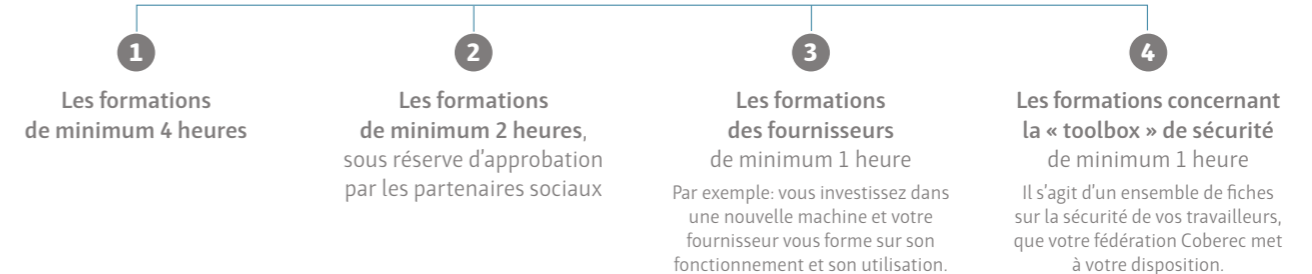 1
Les formations
de minimum 4 heures
2
Les formations
de minimum 2 heures,
sous réserve d'approbation
par les partenaires sociaux
3
Les formations
des fournisseurs
de minimum 1 heure
Par exemple: vous investissez dans
une nouvelle machine et votre
fournisseur vous forme sur son
fonctionnement et son utilisation.
4
Les formations concernant
la « toolbox » de sécurité
de minimum 1 heure
Il s'agit d'un ensemble de fiches
sur la sécurité de vos travailleurs,
que votre fédération Coberec met
à votre disposition.